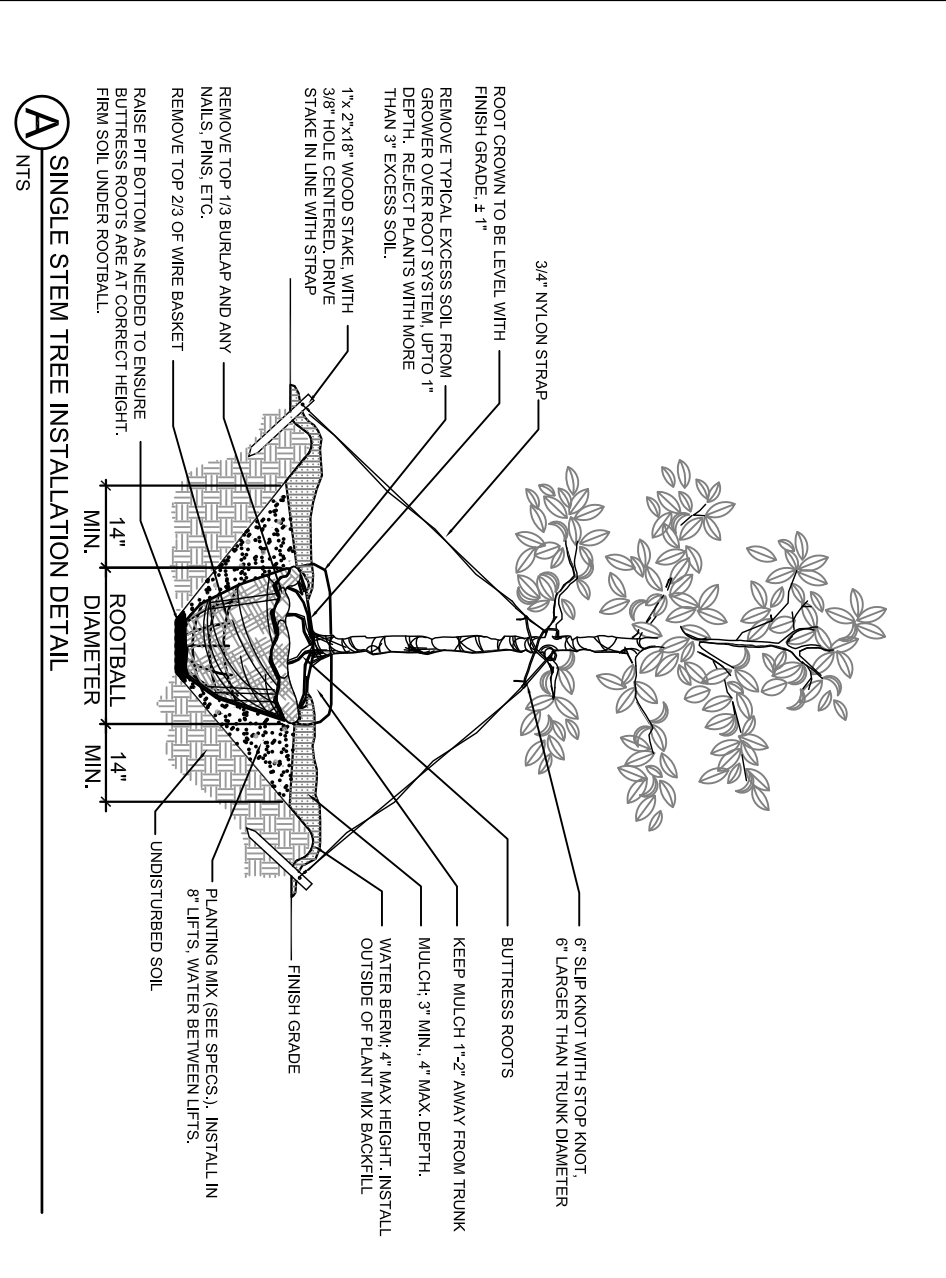 3/4" NYLON STRAP
ROOT CROWN TO BE LEVEL WITH
FINISH GRADE, ± 1"
REMOVE TYPICAL EXCESS SOIL FROM
GROWER OVER ROOT SYSTEM, UPTO 1"
DEPTH. REJECT PLANTS WITH MORE
THAN 3" EXCESS SOIL.
1"x 2"x18" WOOD STAKE, WITH
3/8" HOLE CENTERED. DRIVE
STAKE IN LINE WITH STRAP
REMOVE TOP 1/3 BURLAP AND ANY
NAILS, PINS, ETC.
REMOVE TOP 2/3 OF WIRE BASKET
RAISE PIT BOTTOM AS NEEDED TO ENSURE
BUTTRESS ROOTS ARE AT CORRECT HEIGHT.
FIRM SOIL UNDER ROOTBALL.
6" SLIP KNOT WITH STOP KNOT,
6" LARGER THAN TRUNK DIAMETER
BUTTRESS ROOTS
KEEP MULCH 1"-2" AWAY FROM TRUNK
MULCH; 3" MIN., 4" MAX. DEPTH.
WATER BERM; 4" MAX HEIGHT. INSTALL
OUTSIDE OF PLANT MIX BACKFILL
FINISH GRADE
PLANTING MIX (SEE SPECS.). INSTALL IN
8" LIFTS, WATER BETWEEN LIFTS.
UNDISTURBED SOIL
14"
MIN.
ROOTBALL
DIAMETER
14"
MIN.
A
SINGLE STEM TREE INSTALLATION DETAIL
NTS